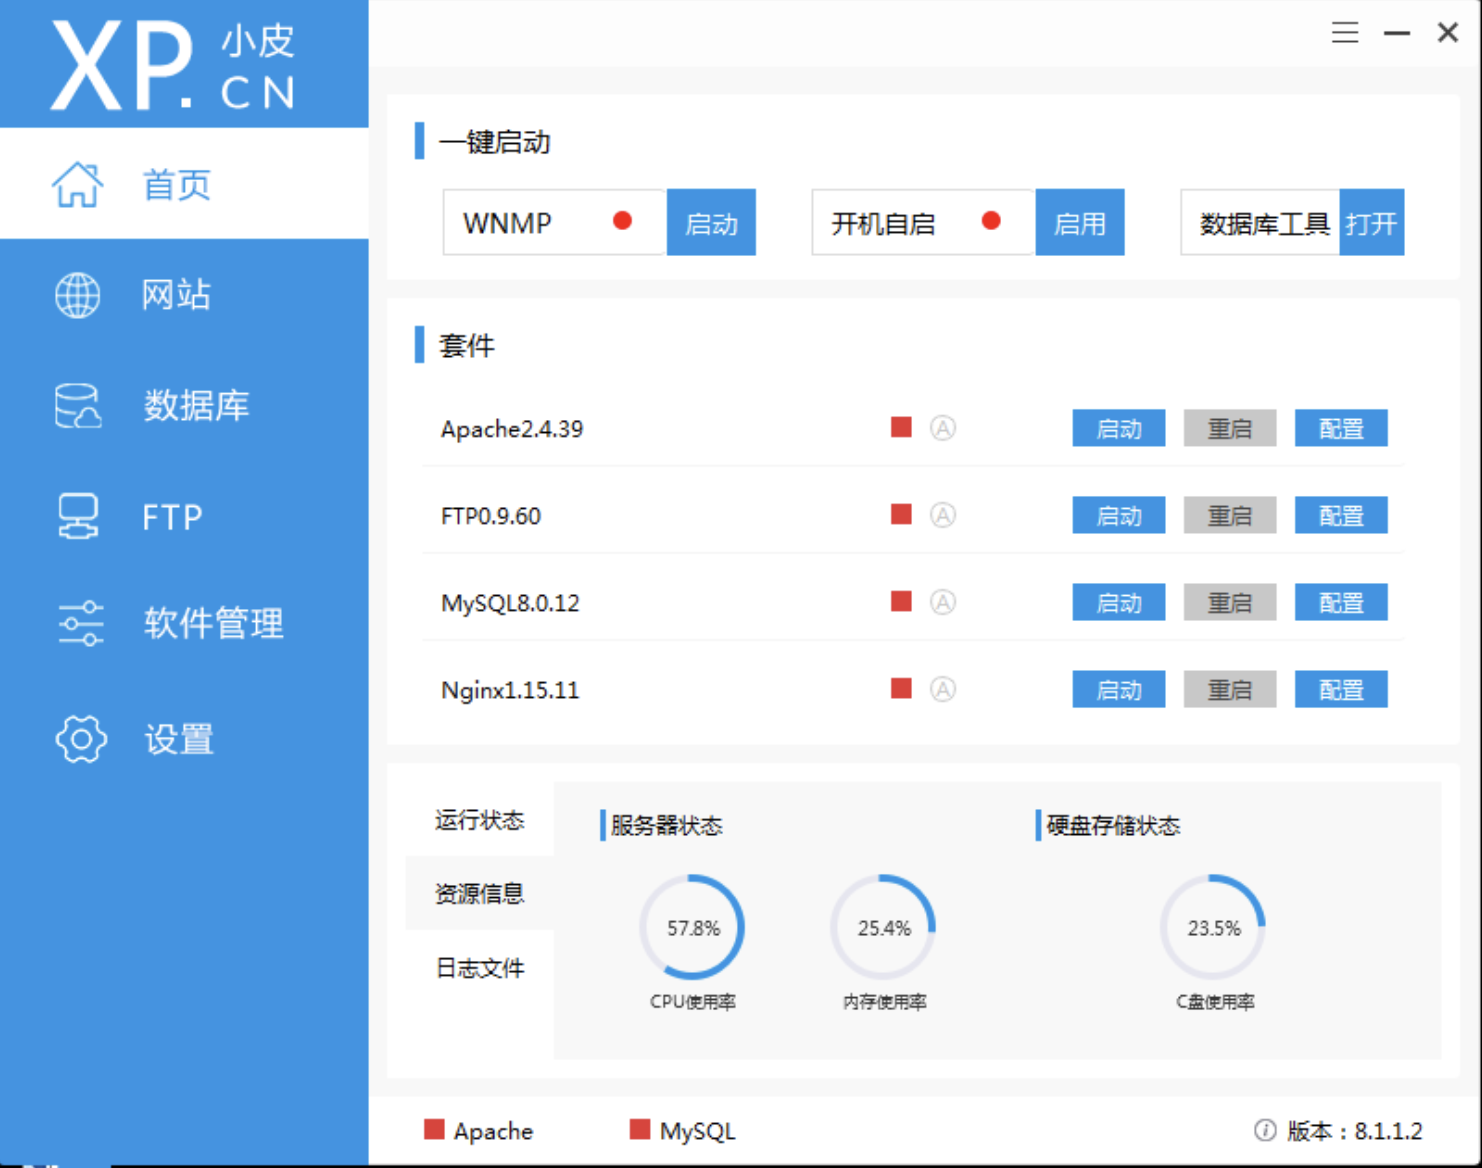 XP. 小皮
CN
首页
网站
数据库
FTP
软件管理
设置
一键启动
WNMP 启动 开机自启 启用 数据库工具 打开
套件
Apache2.4.39 A 启动 重启 配置
FTP0.9.60 A 启动 重启 配置
MySQL8.0.12 A 启动 重启 配置
Nginx1.15.11 A 启动 重启 配置
运行状态
资源信息
日志文件
服务器状态 硬盘存储状态
57.8% 25.4% 23.5%
CPU使用率 内存使用率 C盘使用率
Apache MySQL 版本：8.1.1.2